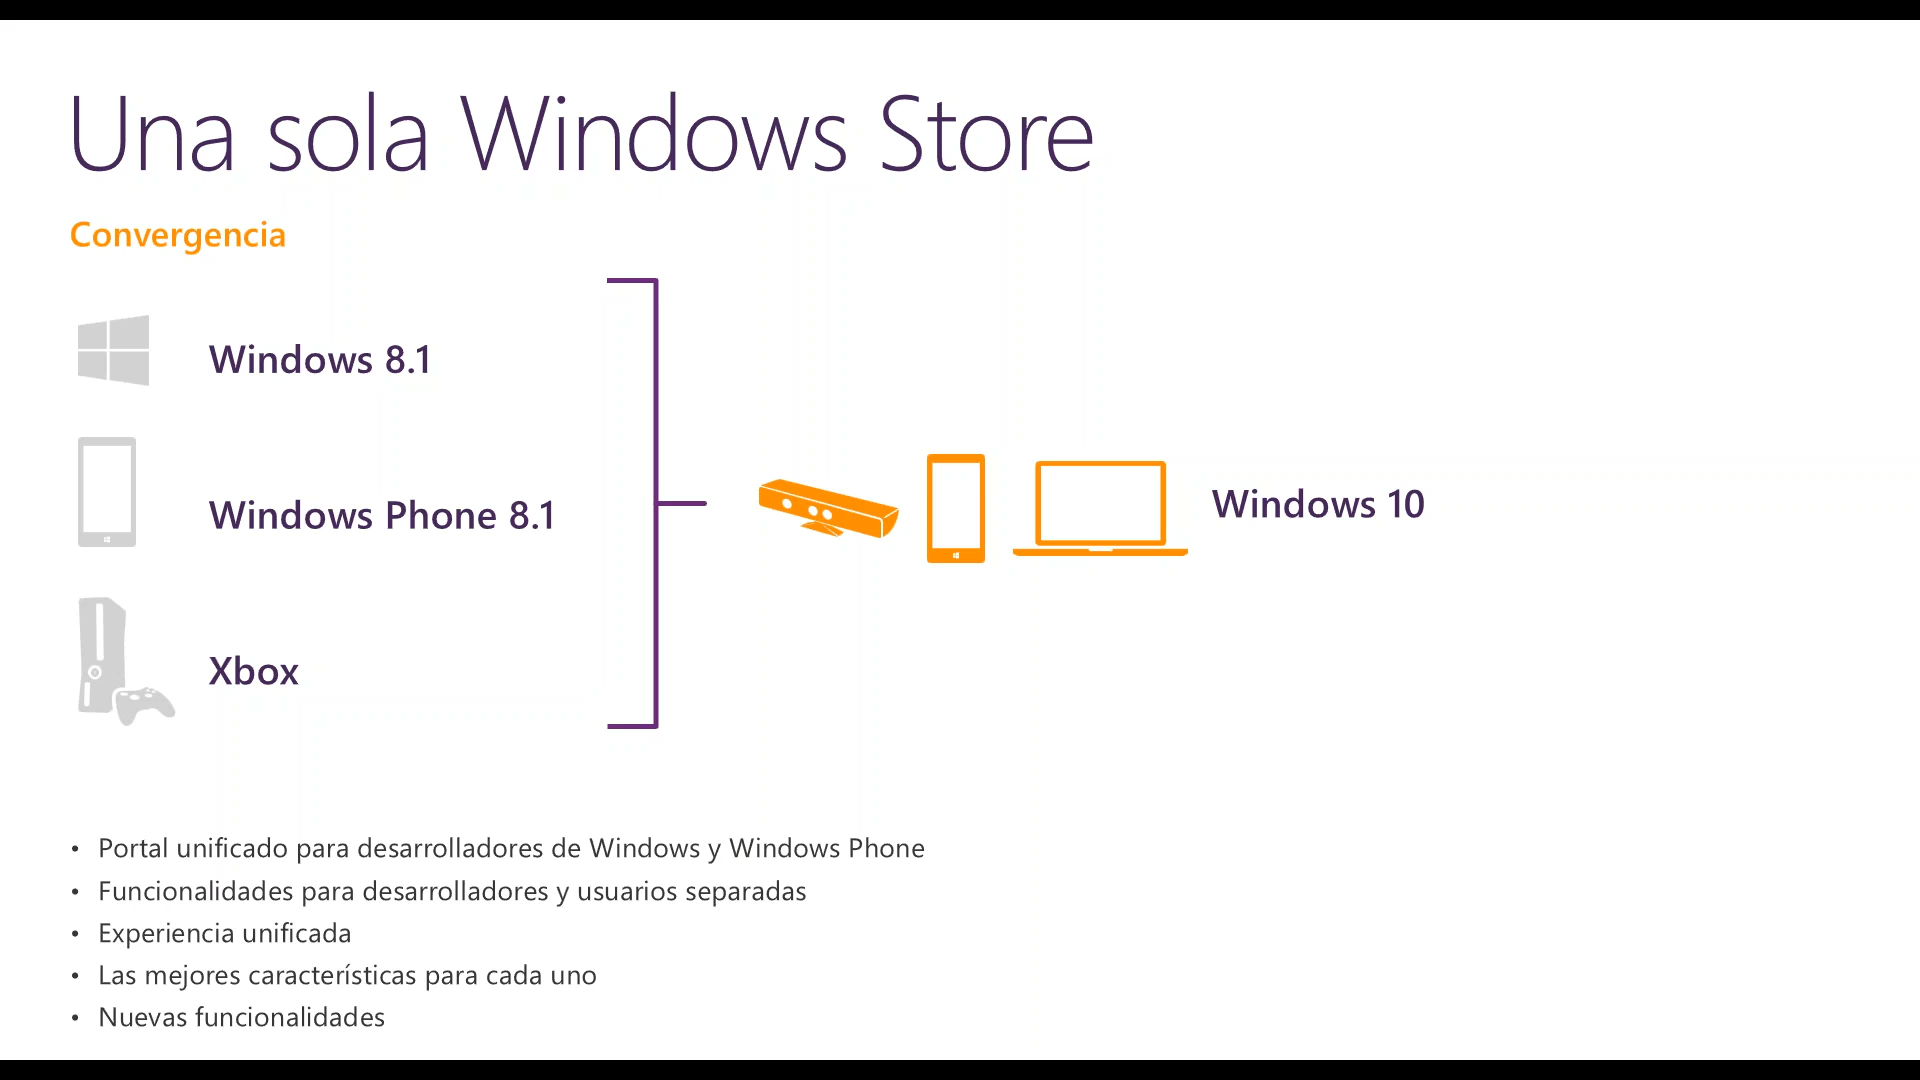 Una sola Windows Store
Convergencia
Windows 8.1
Windows Phone 8.1
Xbox
Windows 10
• Portal unificado para desarrolladores de Windows y Windows Phone
• Funcionalidades para desarrolladores y usuarios separadas
• Experiencia unificada
• Las mejores características para cada uno
• Nuevas funcionalidades